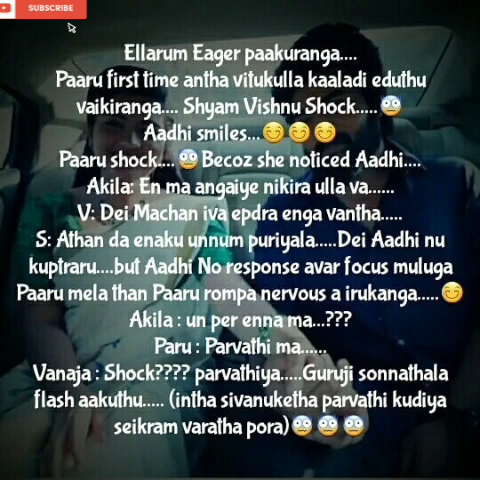 SUBSCRIBE
Ellarum Eager paakuranga....
Paaru first time antha vitukulla kaaladi eduthu
vaikiranga.... Shyam Vishnu Shock.....🥶
Aadhi smiles...😊😊😊
Paaru shock....🥶Becoz she noticed Aadhi....
Akila: En ma angaiye nikira ulla va......
V: Dei Machan iva epdra enga vantha.....
S: Athan da enaku unnum puriyala.....Dei Aadhi nu
kuptraru....but Aadhi No response avar focus muluga
Paaru mela than Paaru rompa nervous a irukanga.....😊
Akila : un per enna ma...???
Paru : Parvathi ma......
Vanaja : Shock???? parvathiya.....Guruji sonnathala
flash aakuthu..... (intha sivanuketha parvathi kudiya
seikram varatha pora)🥶🥶🥶